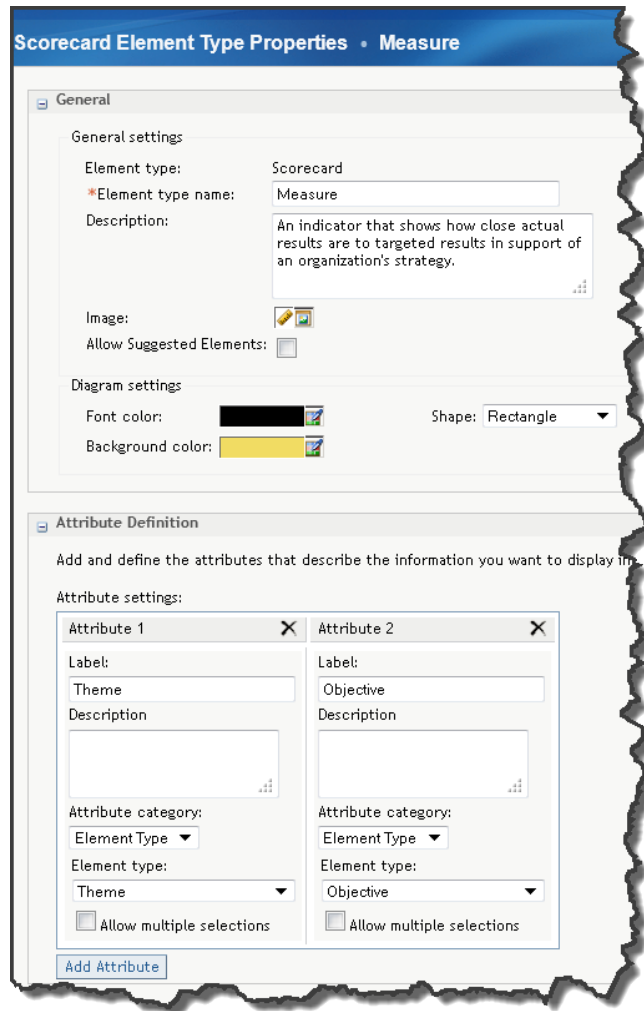 Scorecard Element Type Properties • Measure
General
General settings
Element type: Scorecard
*Element type name: Measure
Description: An indicator that shows how close actual
results are to targeted results in support of
an organization's strategy.
Image:
Allow Suggested Elements:
Diagram settings
Font color: Shape: Rectangle
Background color:
Attribute Definition
Add and define the attributes that describe the information you want to display in
Attribute settings:
Attribute 1 Attribute 2
Label: Label:
Theme Objective
Description Description
Attribute category: Attribute category:
Element Type Element Type
Element type: Element type:
Theme Objective
Allow multiple selections Allow multiple selections
Add Attribute